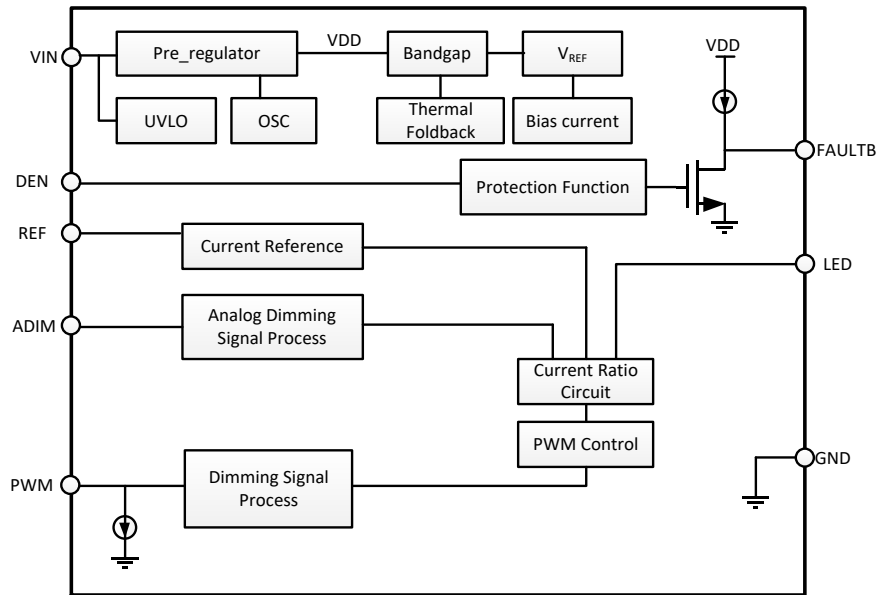 VIN
Pre_regulator
VDD
Bandgap
VREF
VDD
UVLO
OSC
Thermal
Foldback
Bias current
FAULTB
DEN
Protection Function
REF
Current Reference
LED
ADIM
Analog Dimming
Signal Process
Current Ratio
Circuit
PWM Control
GND
PWM
Dimming Signal
Process